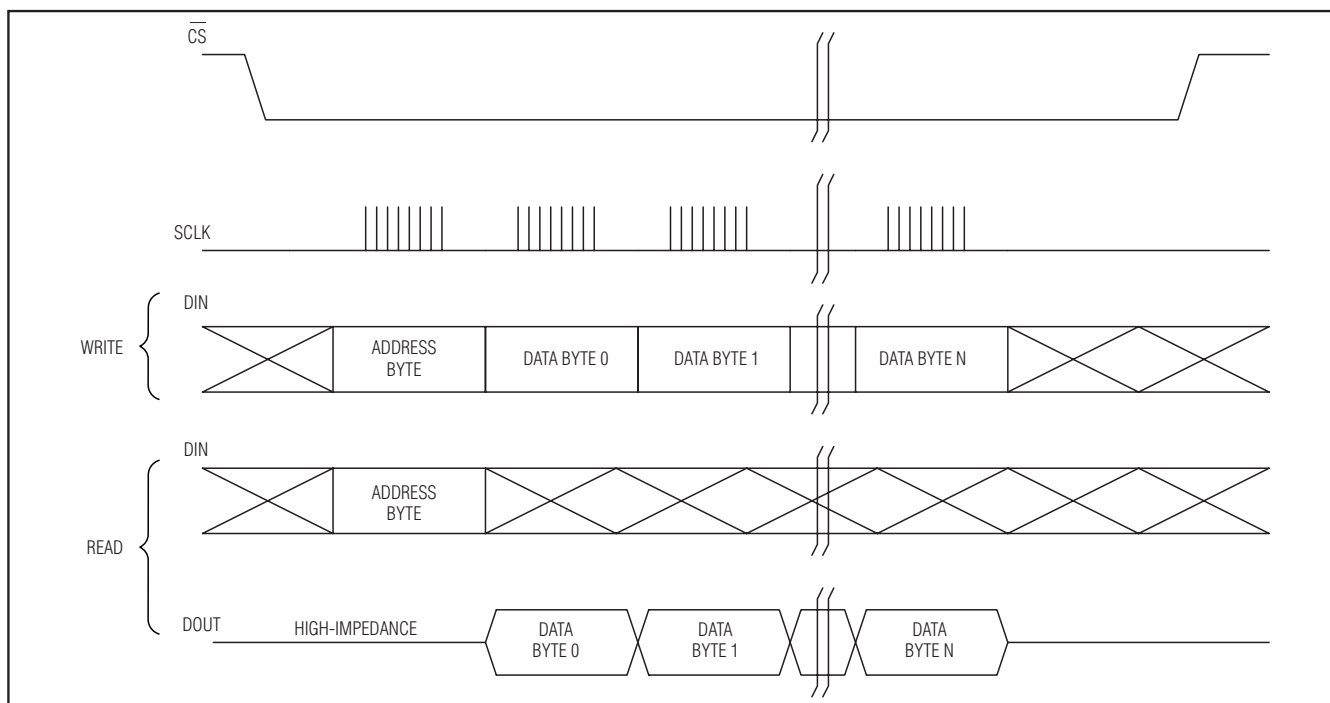 CS
SCLK
DIN
WRITE
ADDRESS
BYTE
DATA BYTE 0
DATA BYTE 1
DATA BYTE N
DIN
READ
ADDRESS
BYTE
DOUT
HIGH-IMPEDANCE
DATA
BYTE 0
DATA
BYTE 1
DATA
BYTE N